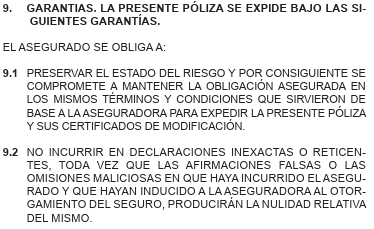 9. GARANTIAS. LA PRESENTE PÓLIZA SE EXPIDE BAJO LAS SI-
GUIENTES GARANTÍAS.
EL ASEGURADO SE OBLIGA A:
9.1 PRESERVAR EL ESTADO DEL RIESGO Y POR CONSIGUIENTE SE
COMPROMETE A MANTENER LA OBLIGACIÓN ASEGURADA EN
LOS MISMOS TÉRMINOS Y CONDICIONES QUE SIRVIERON DE
BASE A LA ASEGURADORA PARA EXPEDIR LA PRESENTE PÓLIZA
Y SUS CERTIFICADOS DE MODIFICACIÓN.
9.2 NO INCURRIR EN DECLARACIONES INEXACTAS O RETICEN-
TES, TODA VEZ QUE LAS AFIRMACIONES FALSAS O LAS
OMISIONES MALICIOSAS EN QUE HAYA INCURRIDO EL ASEGU-
RADO Y QUE HAYAN INDUCIDO A LA ASEGURADORA AL OTOR-
GAMIENTO DEL SEGURO, PRODUCIRÁN LA NULIDAD RELATIVA
DEL MISMO.